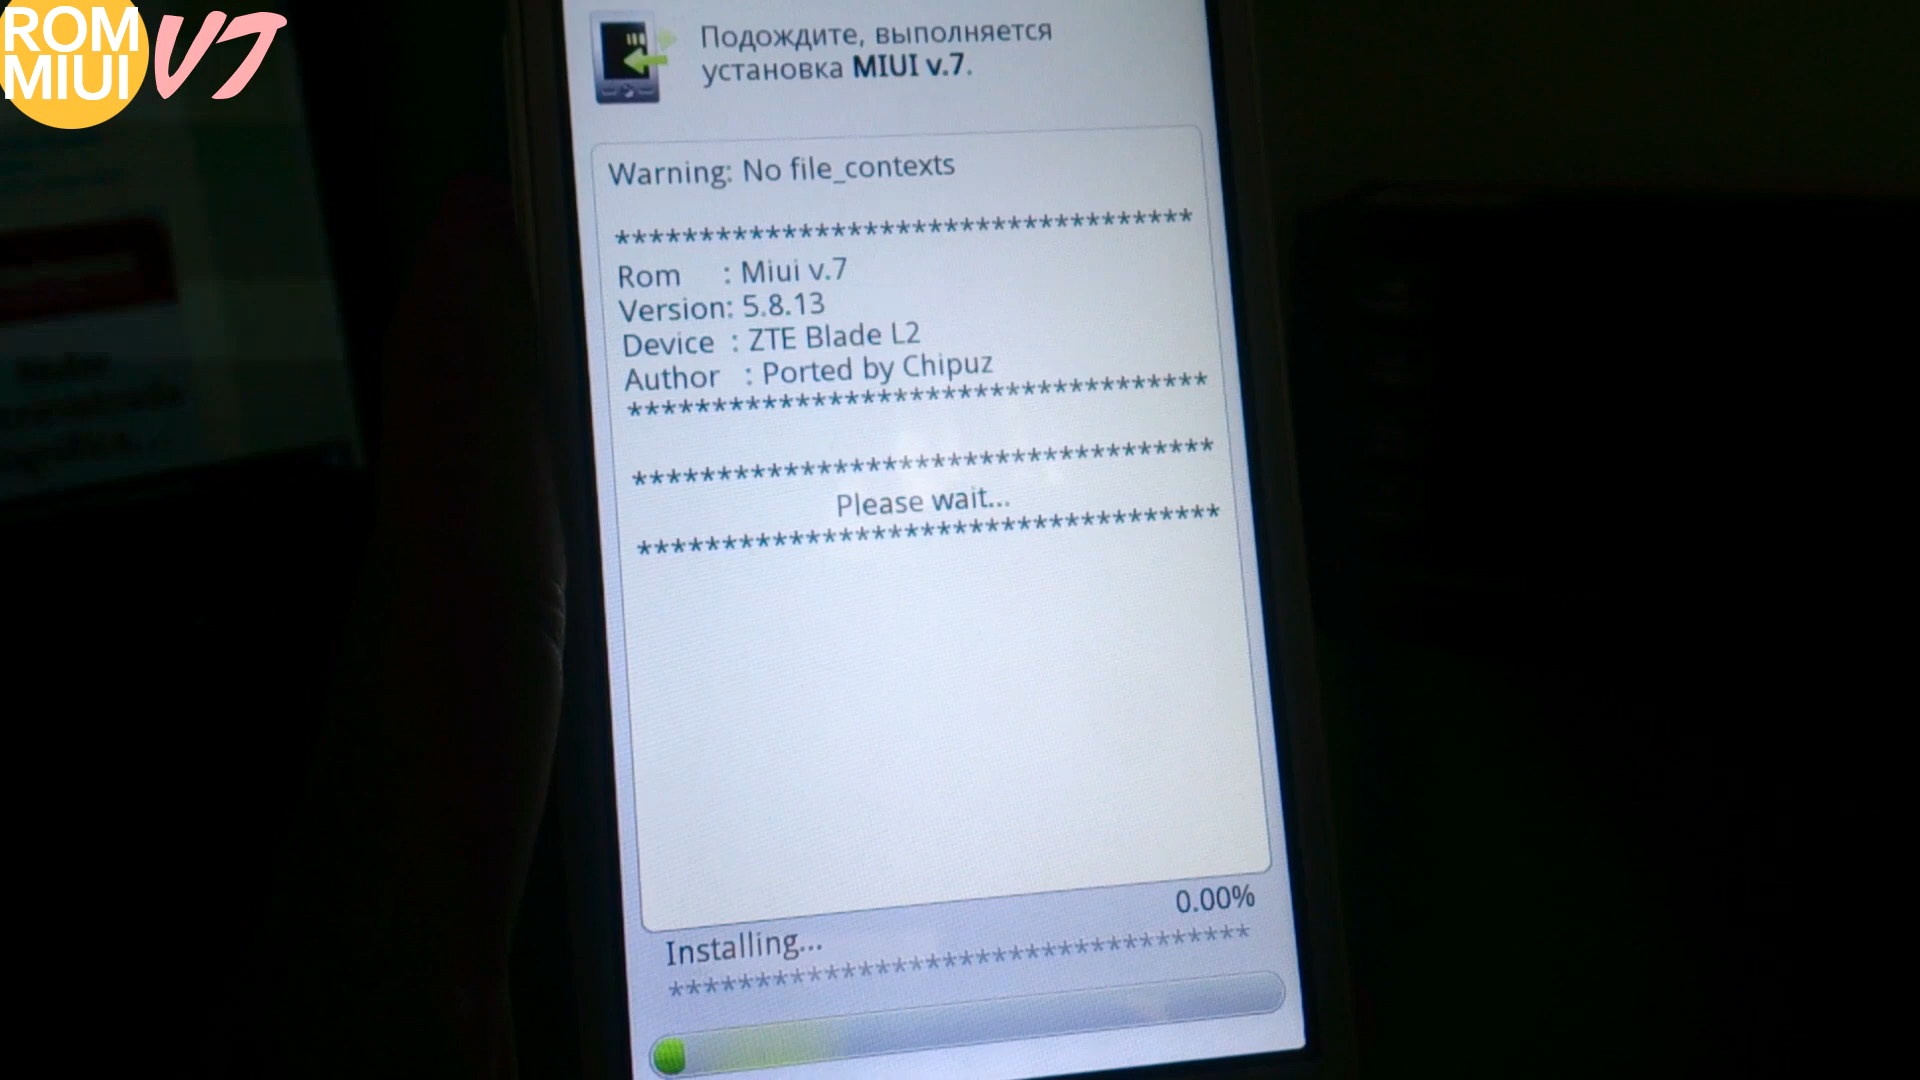 ROM
MIUI V7
Подождите, выполняется
установка MIUI v.7.
Warning: No file_contexts
***********************************
Rom : Miui v.7
Version: 5.8.13
Device : ZTE Blade L2
Author : Ported by Chipuz
***********************************
***********************************
Please wait...
***********************************
0.00%
Installing...
***********************************